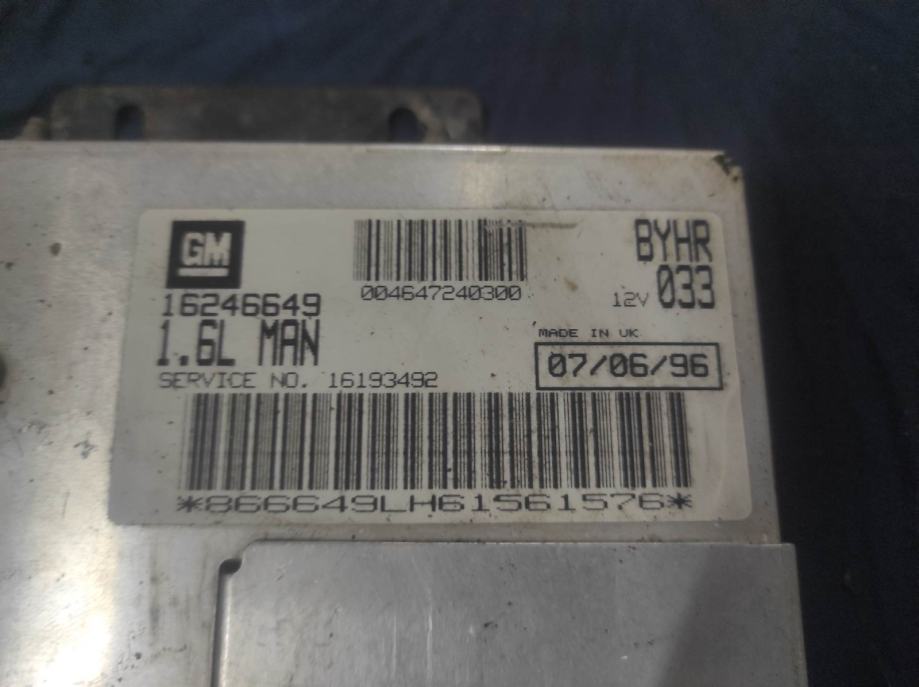 GM
004647240300
BYHR
16246649
12V 033
1.6L MAN
MADE IN UK
SERVICE NO. 16193492
07/06/96
*866649LH61561576*